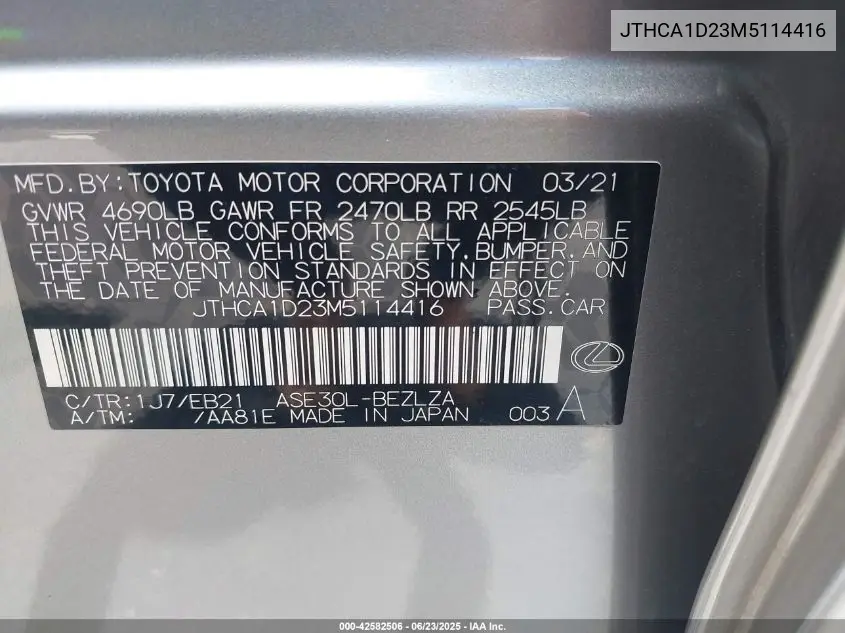 JTHCA1D23M5114416
MFD.BY:TOYOTA MOTOR CORPORATION 03/21
GVWR 4690LB GAWR FR 2470LB RR 2545LB
THIS VEHICLE CONFORMS TO ALL APPLICABLE
FEDERAL MOTOR VEHICLE SAFETY,BUMPER,AND
THEFT PREVENTION STANDARDS IN EFFECT ON
THE DATE OF MANUFACTURE SHOWN ABOVE.
JTHCA1D23M5114416 PASS.CAR
C/TR:1J7/EB21 ASE30L-BEZLZA
A/TM: /AA81E MADE IN JAPAN 003 A
000-42582506 - 06/23/2025 - IAA Inc.